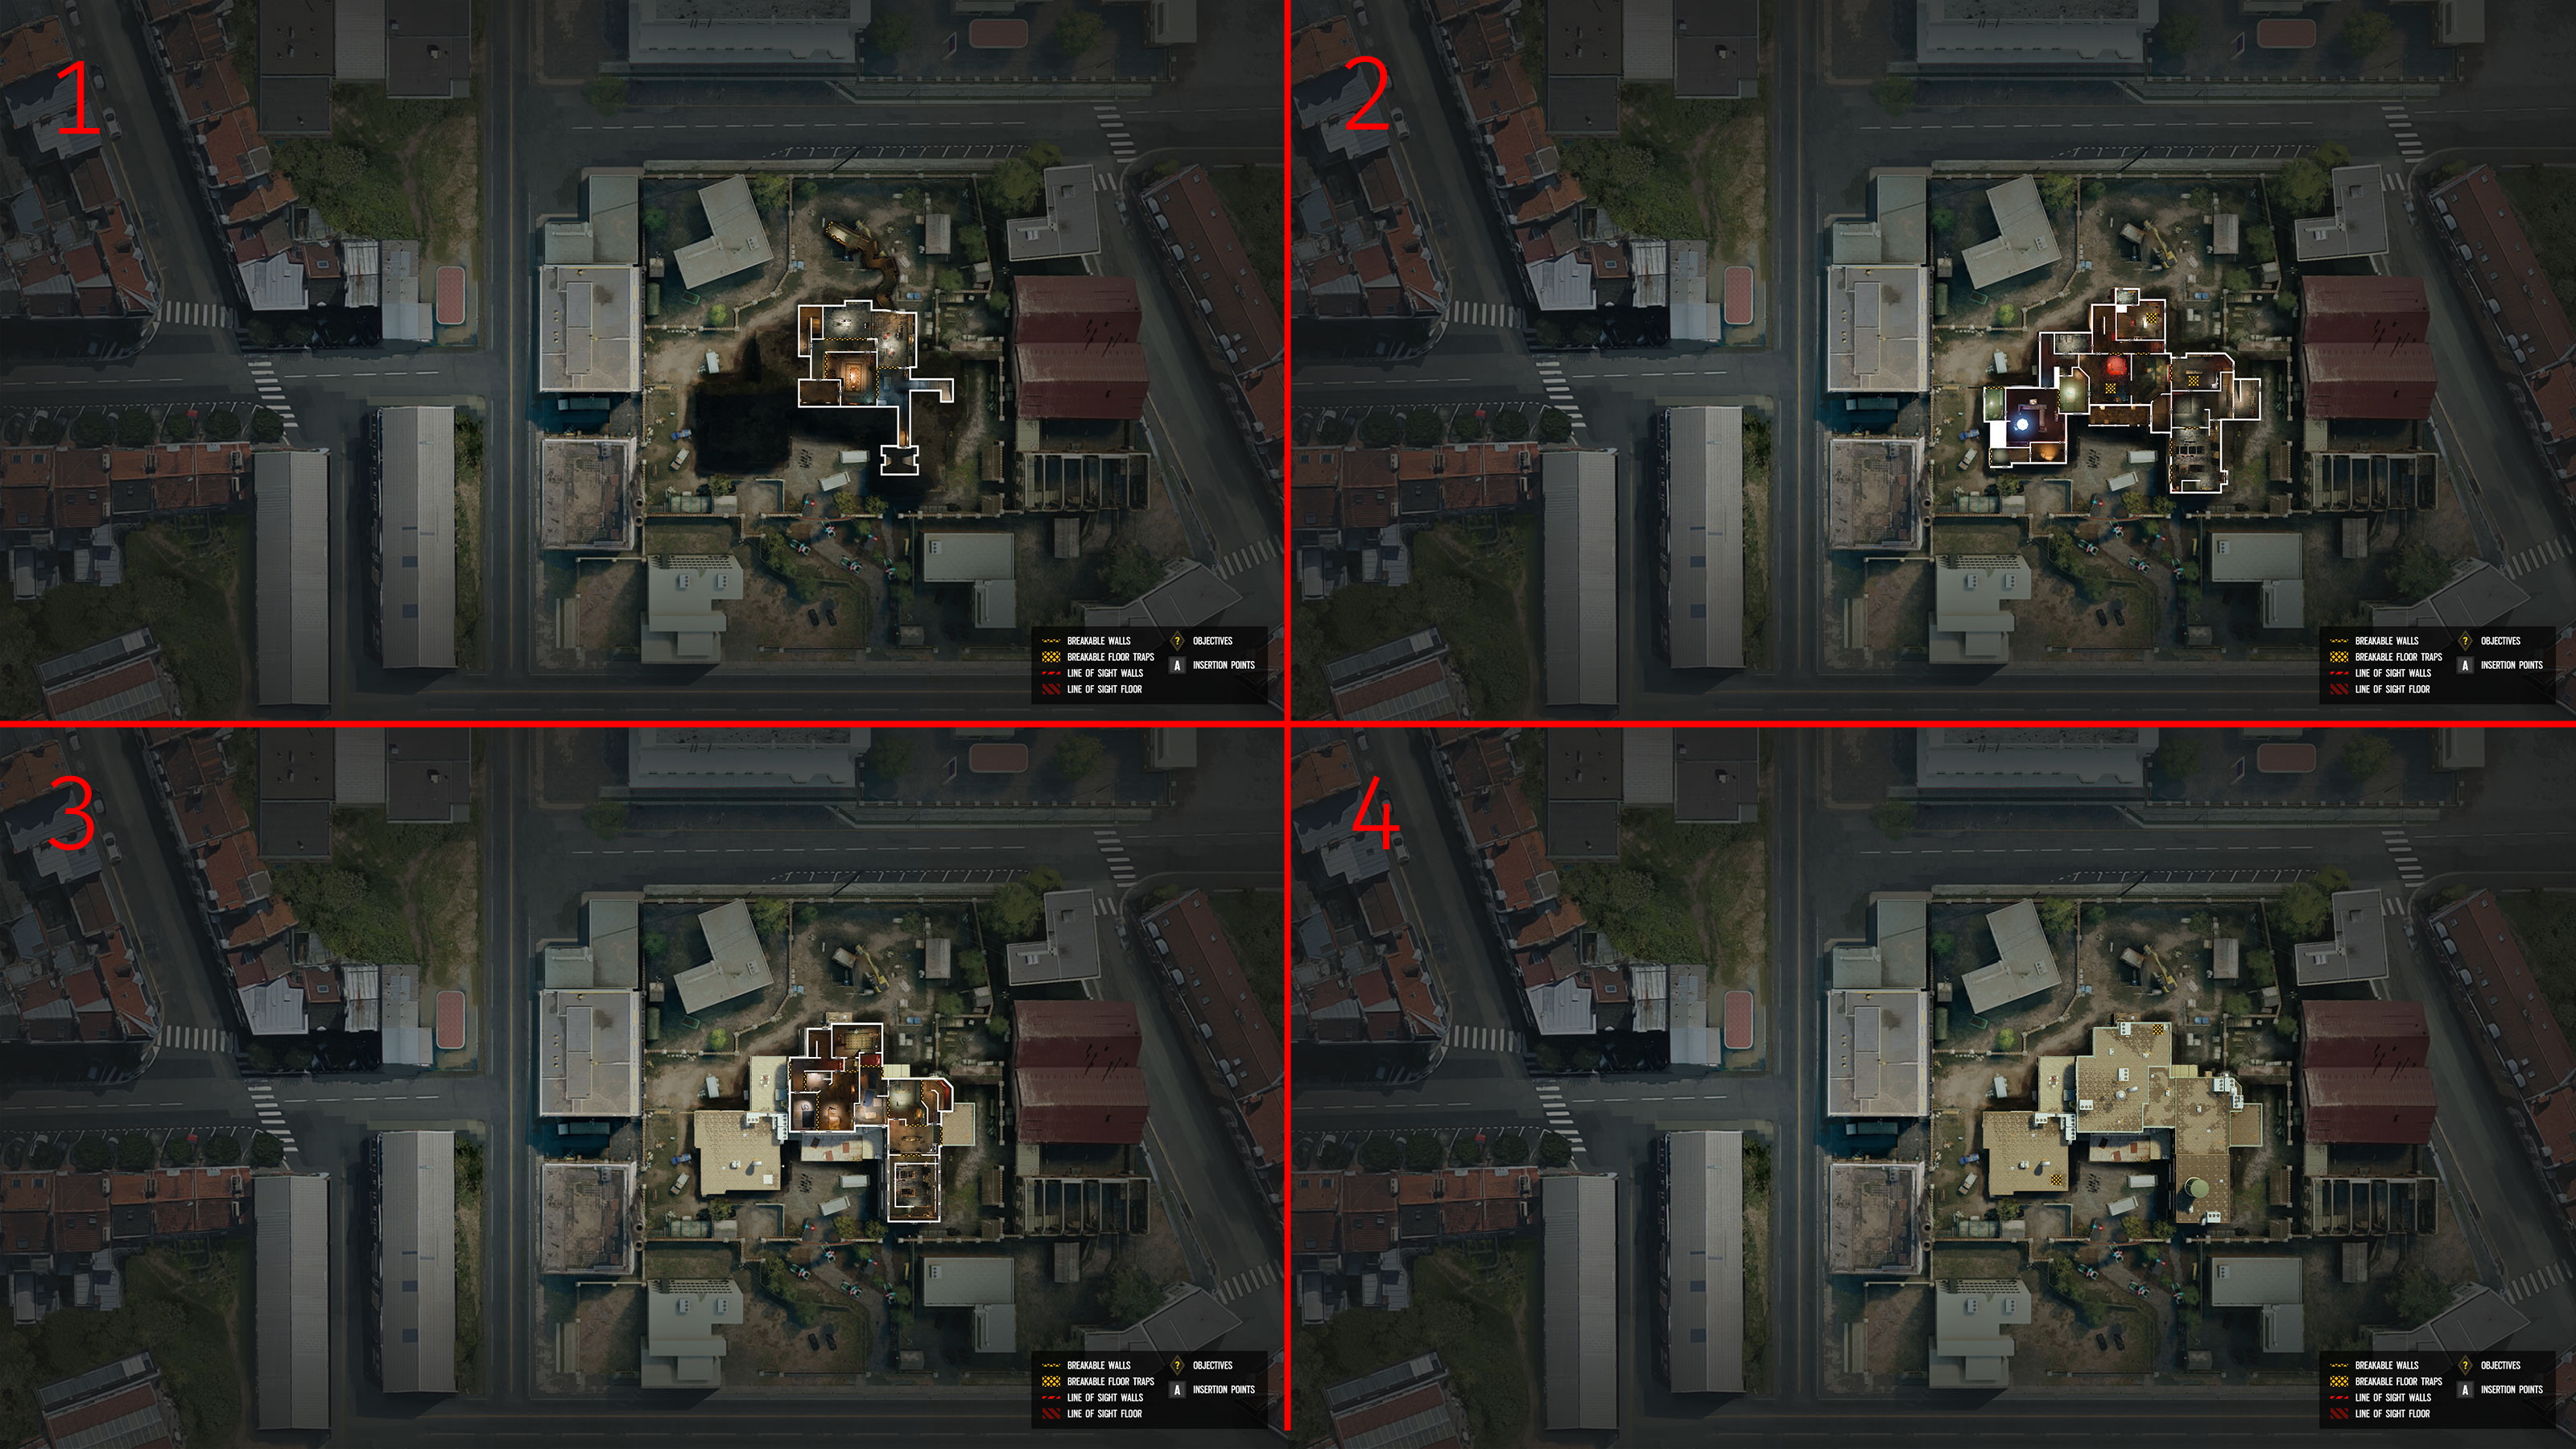 1
BREAKABLE WALLS
OBJECTIVES
BREAKABLE FLOOR TRAPS
A INSERTION POINTS
LINE OF SIGHT WALLS
LINE OF SIGHT FLOOR
2
BREAKABLE WALLS
? OBJECTIVES
BREAKABLE FLOOR TRAPS
A INSERTION POINTS
LINE OF SIGHT WALLS
LINE OF SIGHT FLOOR
3
BREAKABLE WALLS
? OBJECTIVES
BREAKABLE FLOOR TRAPS
A INSERTION POINTS
LINE OF SIGHT WALLS
LINE OF SIGHT FLOOR
4
BREAKABLE WALLS
? OBJECTIVES
BREAKABLE FLOOR TRAPS
A INSERTION POINTS
LINE OF SIGHT WALLS
LINE OF SIGHT FLOOR